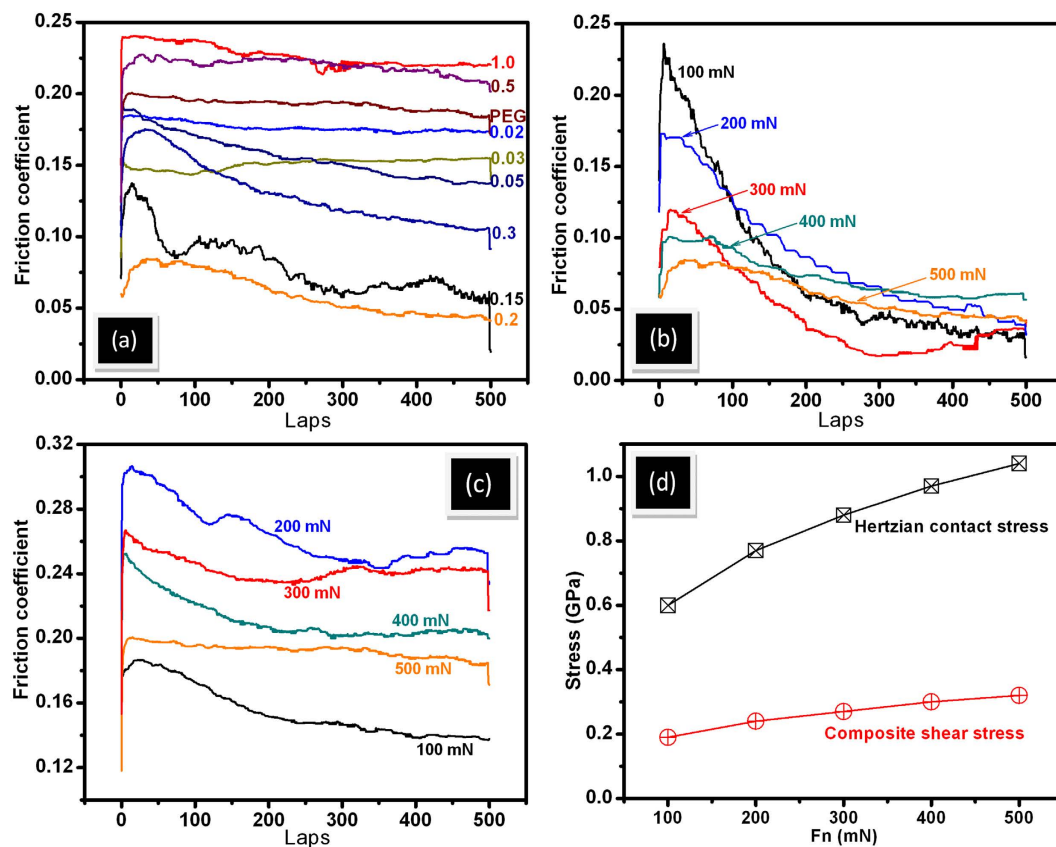 0.25
0.20
0.15
0.10
0.05
0.00
Friction coefficient
1.0
0.5
PEG
0.02
0.03
0.05
0.3
0.15
0.2
(a)
0 100 200 300 400 500
Laps
0.25
0.20
0.15
0.10
0.05
0.00
Friction coefficient
100 mN
200 mN
300 mN
400 mN
500 mN
(b)
0 100 200 300 400 500
Laps
0.32
0.28
0.24
0.20
0.16
0.12
Friction coefficient
(c)
200 mN
300 mN
400 mN
500 mN
100 mN
0 100 200 300 400 500
Laps
1.0
0.8
0.6
0.4
0.2
0.0
Stress (GPa)
(d)
Hertzian contact stress
Composite shear stress
100 200 300 400 500
Fn (mN)